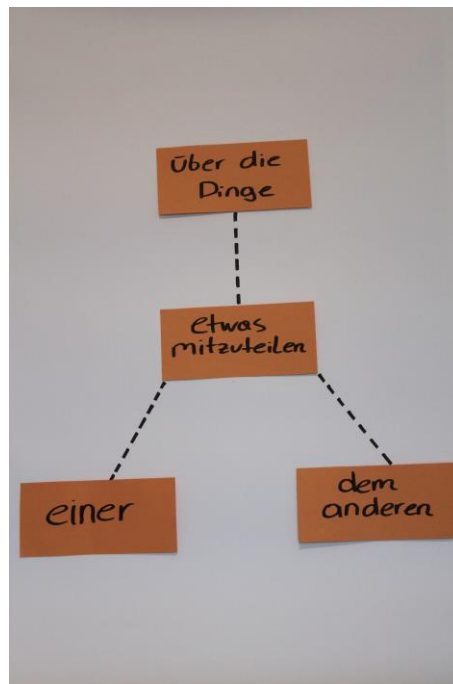 über die
Dinge
etwas
mitzuteilen
einer
dem
anderen